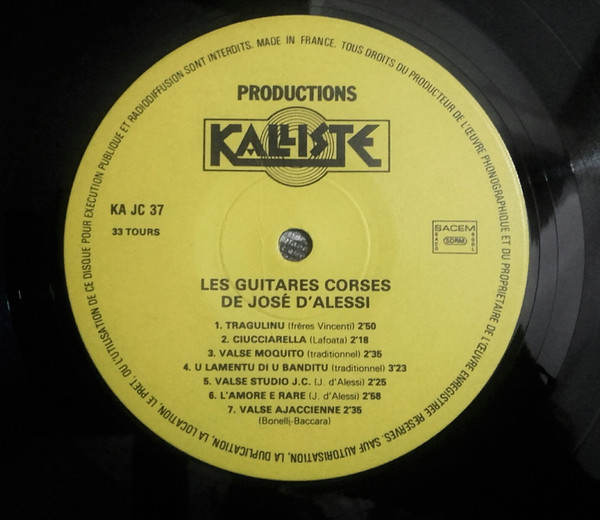 DE CE DISQUE POUR EXECUTION PUBLIQUE ET RADIODIFFUSION SONT INTERDITS. MADE IN FRANCE. TOUS DROITS DU PRODUCTEUR DE L'ŒUVRE PHONOGRAPHIQUE ET DU PROPRIETAIRE DE L'ŒUVRE ENREGISTREE RESERVES. SAUF AUTORISATION, LA DUPLICATION, LA LOCATION, LE PRET, OU L'UTILISATION
PRODUCTIONS
KALLISTE
KA JC 37
33 TOURS
SACEM
SDRM
LES GUITARES CORSES
DE JOSÉ D'ALESSI
1. TRAGULINU (frêres Vincenti) 2'50
2. CIUCCIARELLA (Lafoata) 2'18
3. VALSE MOQUITO (traditionnel) 2'35
4. U LAMENTU DI U BANDITU (traditionnel) 3'23
5. VALSE STUDIO J.C. (J. d'Alessi) 2'25
6. L'AMORE E RARE (J. d'Alessi) 2'58
7. VALSE AJACCIENNE 2'35
(Bonelli-Baccara)